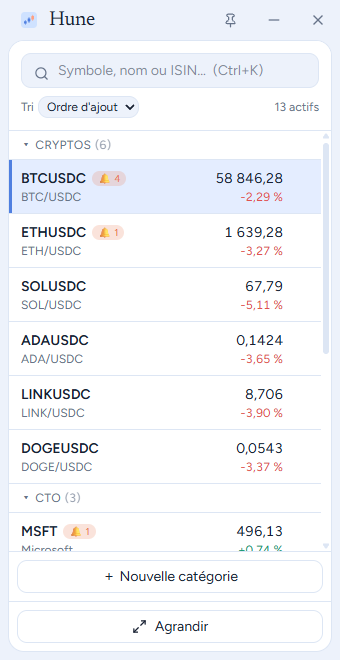 Hune
Symbole, nom ou ISIN... (Ctrl+K)
Tri Ordre d'ajout 13 actifs
CRYPTOS (6)
BTCUSDC 4 58 846,28
BTC/USDC -2,29 %
ETHUSDC 1 1 639,28
ETH/USDC -3,27 %
SOLUSDC 67,79
SOL/USDC -5,11 %
ADAUSDC 0,1424
ADA/USDC -3,65 %
LINKUSDC 8,706
LINK/USDC -3,90 %
DOGEUSDC 0,0543
DOGE/USDC -3,37 %
CTO (3)
MSFT 1 496,13
Microsoft +0,74 %
+ Nouvelle catégorie
Agrandir